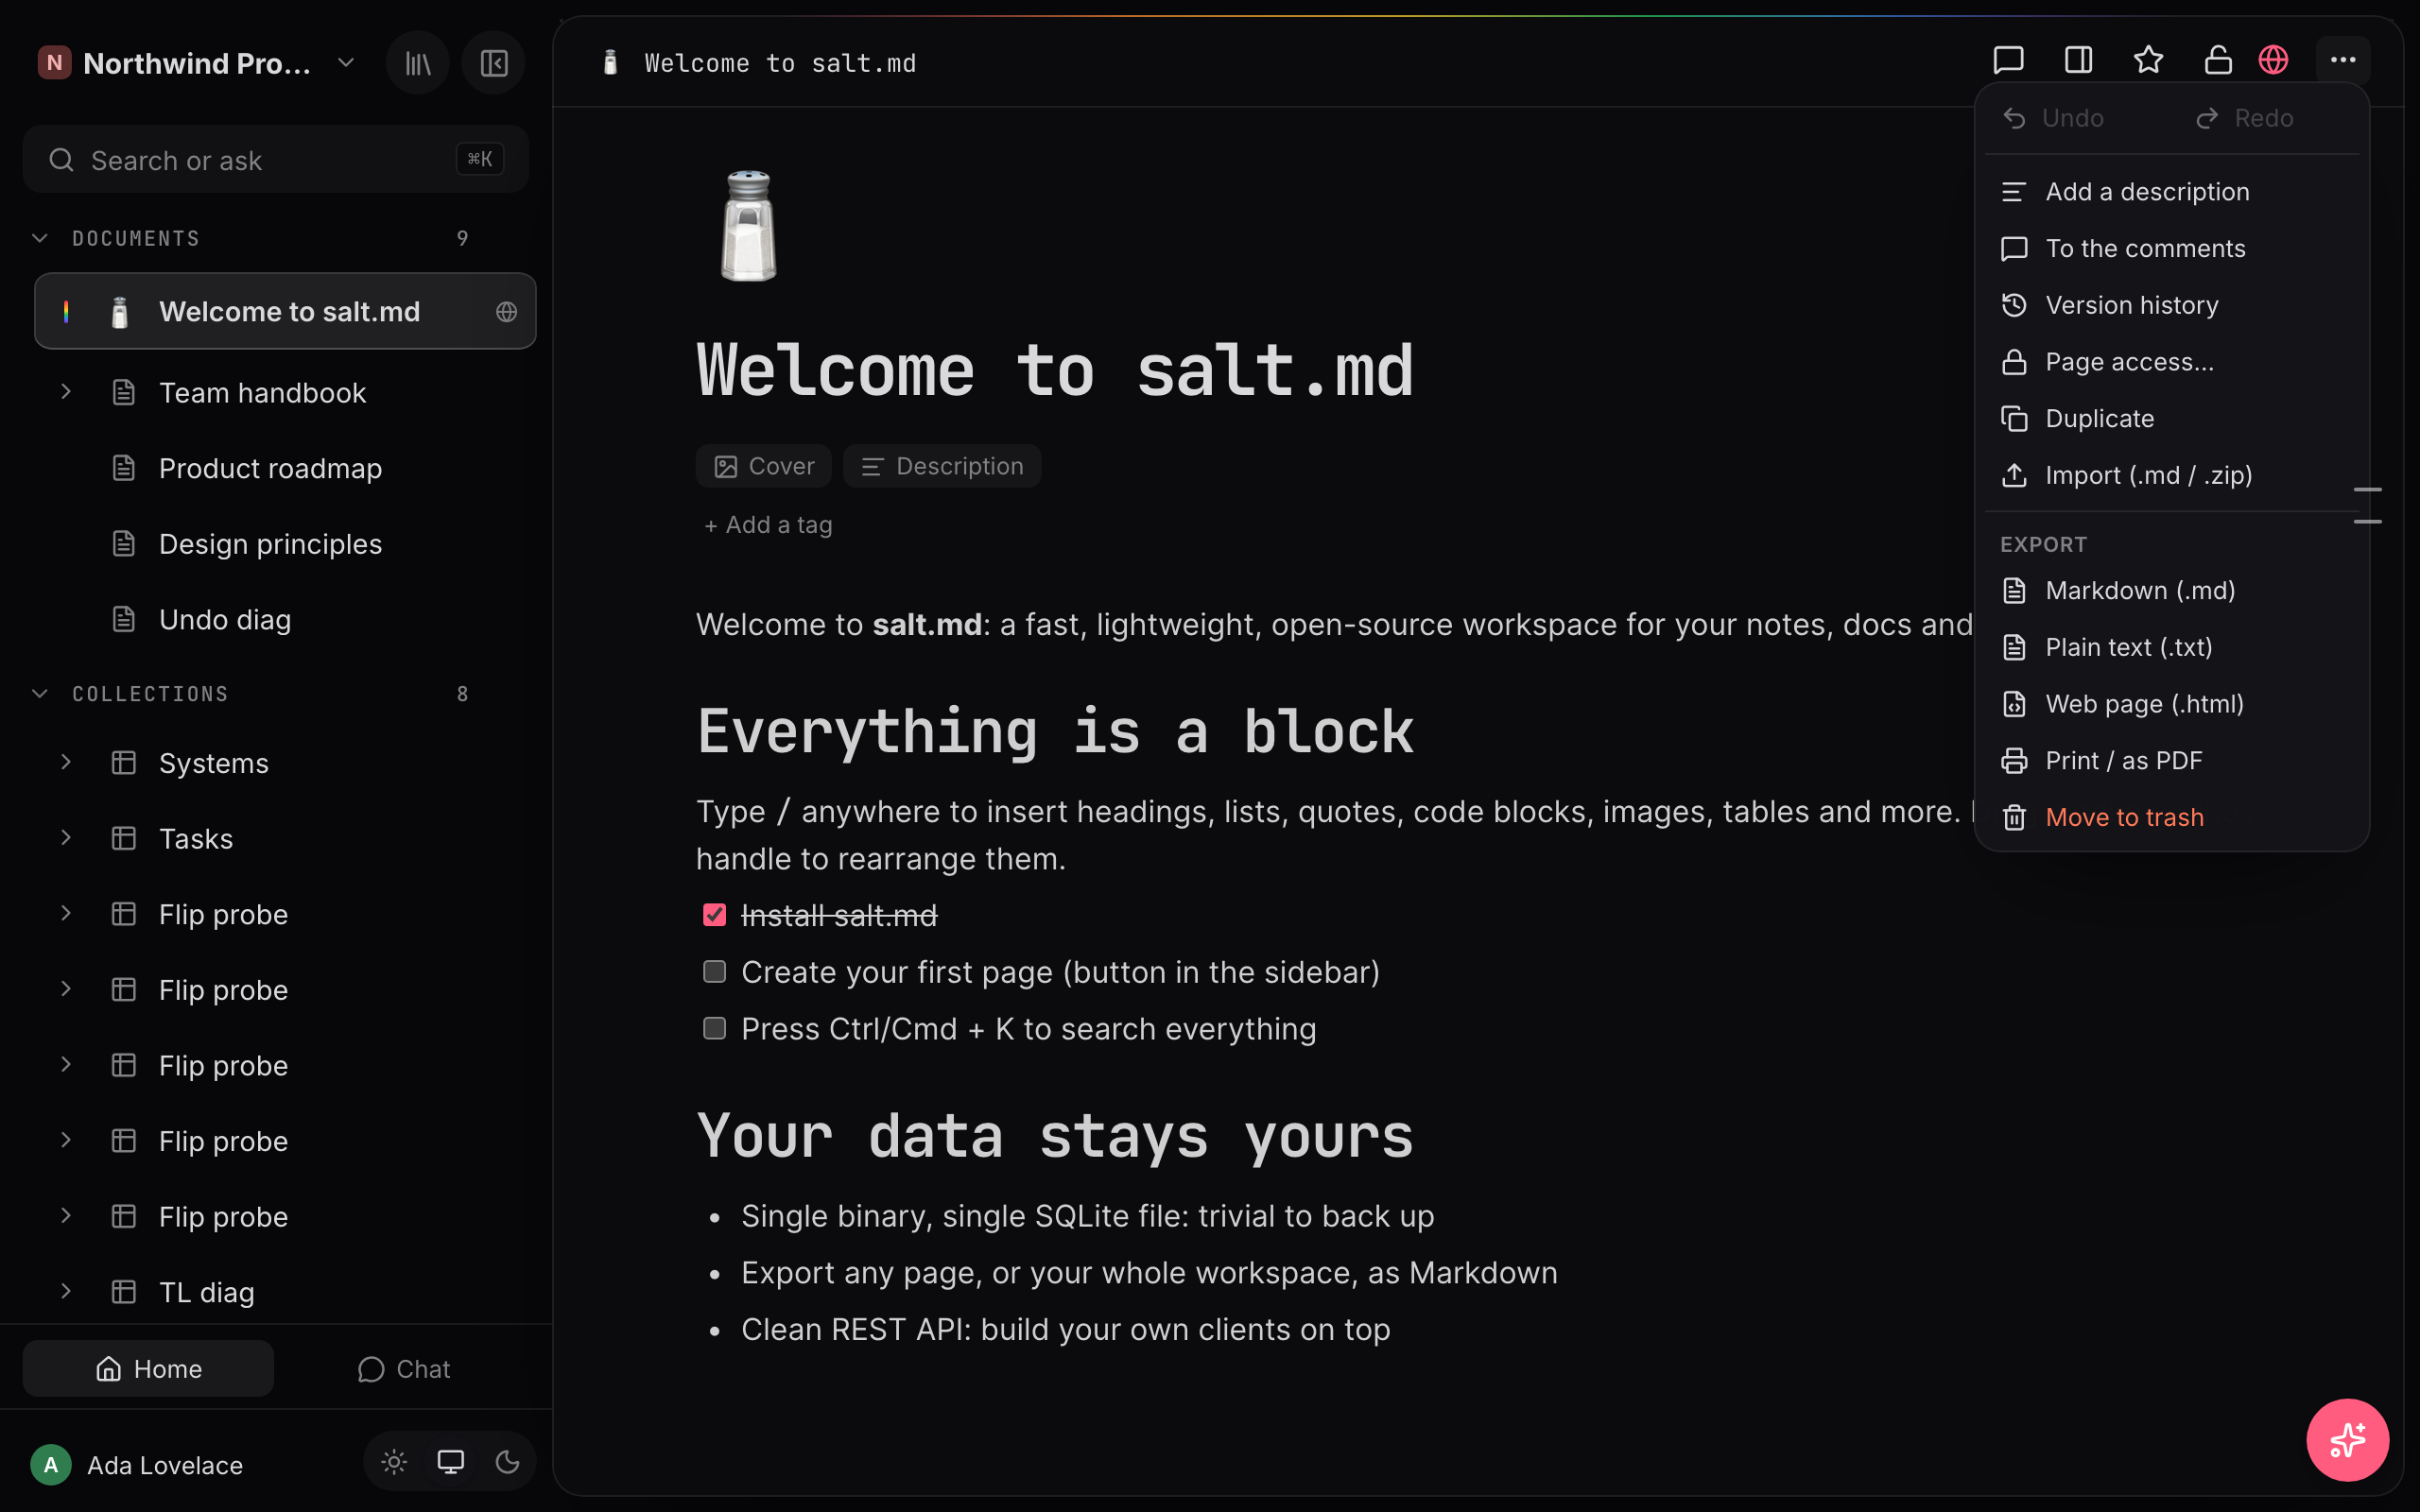 N Northwind Pro...
Search or ask ⌘K
DOCUMENTS 9
Welcome to salt.md
Team handbook
Product roadmap
Design principles
Undo diag
COLLECTIONS 8
Systems
Tasks
Flip probe
Flip probe
Flip probe
Flip probe
Flip probe
TL diag
Home Chat
A Ada Lovelace
Welcome to salt.md
Welcome to salt.md
Cover Description
+ Add a tag
Welcome to salt.md: a fast, lightweight, open-source workspace for your notes, docs and
Everything is a block
Type / anywhere to insert headings, lists, quotes, code blocks, images, tables and more.
handle to rearrange them.
Install salt.md
Create your first page (button in the sidebar)
Press Ctrl/Cmd + K to search everything
Your data stays yours
• Single binary, single SQLite file: trivial to back up
• Export any page, or your whole workspace, as Markdown
• Clean REST API: build your own clients on top
Undo Redo
Add a description
To the comments
Version history
Page access...
Duplicate
Import (.md / .zip)
EXPORT
Markdown (.md)
Plain text (.txt)
Web page (.html)
Print / as PDF
Move to trash